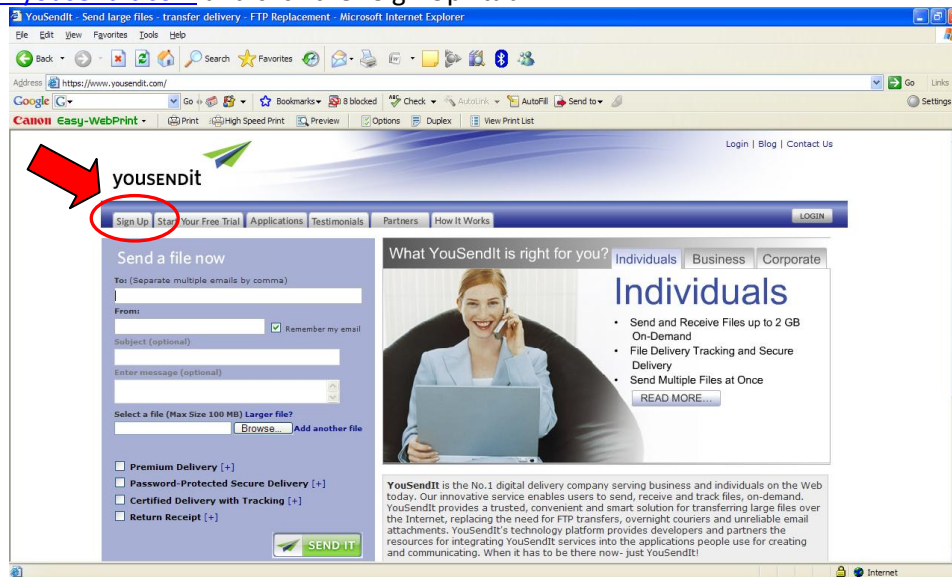 YouSendIt - Send large files - transfer delivery - FTP Replacement - Microsoft Internet Explorer
File Edit View Favorites Tools Help
Back Search Favorites
Address https://www.yousendit.com/ Go Links
Google G Go Bookmarks 8 blocked Check AutoLink AutoFill Send to Settings
Canon Easy-WebPrint Print High Speed Print Preview Options Duplex View Print List
Login | Blog | Contact Us
yousendit
Sign Up Start Your Free Trial Applications Testimonials Partners How It Works LOGIN
Send a file now
To: (Separate multiple emails by comma)
From:
Remember my email
Subject (optional)
Enter message (optional)
Select a file (Max Size 100 MB) Larger file?
Browse... Add another file
Premium Delivery [+]
Password-Protected Secure Delivery [+]
Certified Delivery with Tracking [+]
Return Receipt [+]
SEND IT
What YouSendIt is right for you? Individuals Business Corporate
Individuals
• Send and Receive Files up to 2 GB
On-Demand
• File Delivery Tracking and Secure
Delivery
• Send Multiple Files at Once
READ MORE...
YouSendIt is the No.1 digital delivery company serving business and individuals on the Web
today. Our innovative service enables users to send, receive and track files, on-demand.
YouSendIt provides a trusted, convenient and smart solution for transferring large files over
the Internet, replacing the need for FTP transfers, overnight couriers and unreliable email
attachments. YouSendIt's technology platform provides developers and partners the
resources for integrating YouSendIt services into the applications people use for creating
and communicating. When it has to be there now- just YouSendIt!
Internet